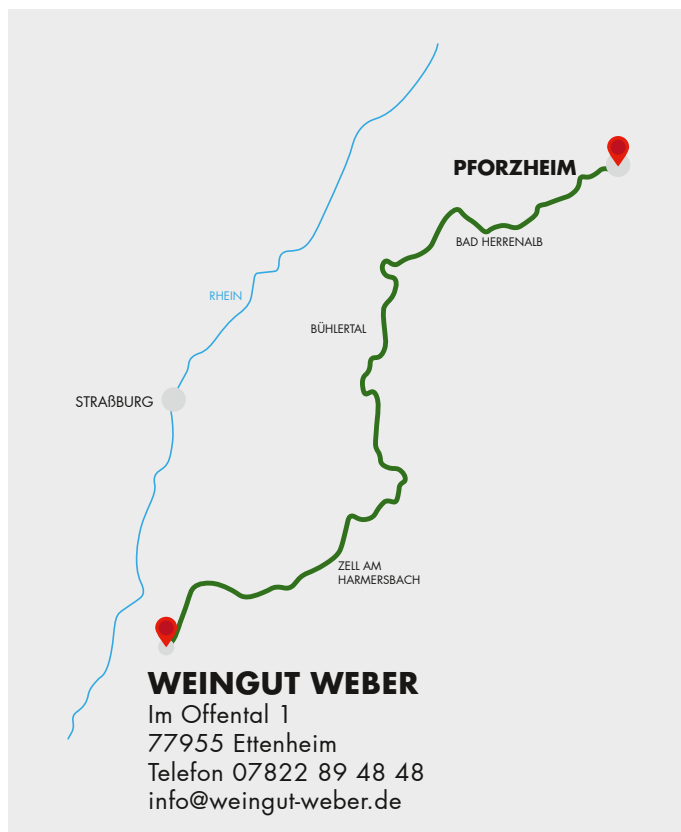 PFORZHEIM
BAD HERRENALB
RHEIN
BÜHLERTAL
STRAßBURG
ZELL AM
HARMERSBACH
WEINGUT WEBER
Im Offental 1
77955 Ettenheim
Telefon 07822 89 48 48
info@weingut-weber.de